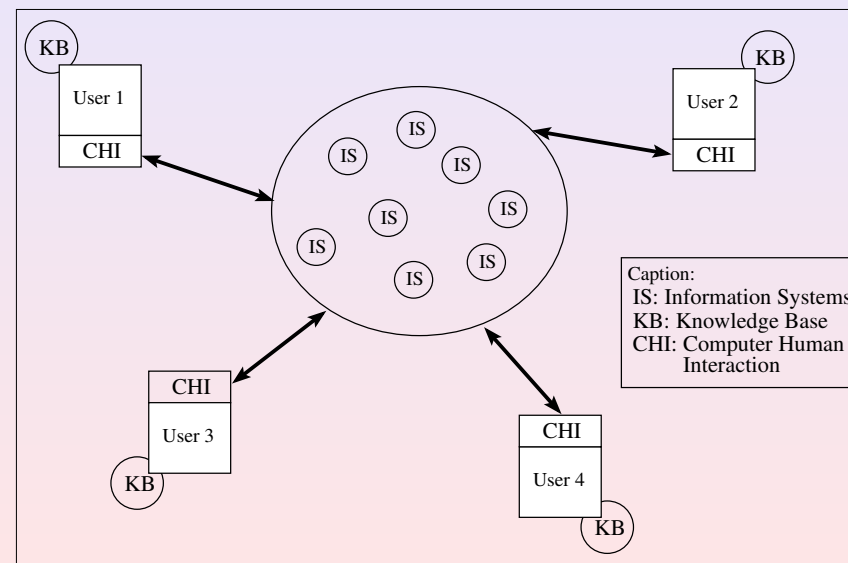 KB
User 1
CHI
KB
User 2
CHI
IS
IS
IS
IS
IS
IS
IS
IS
Caption:
IS: Information Systems
KB: Knowledge Base
CHI: Computer Human
Interaction
CHI
User 3
KB
CHI
User 4
KB